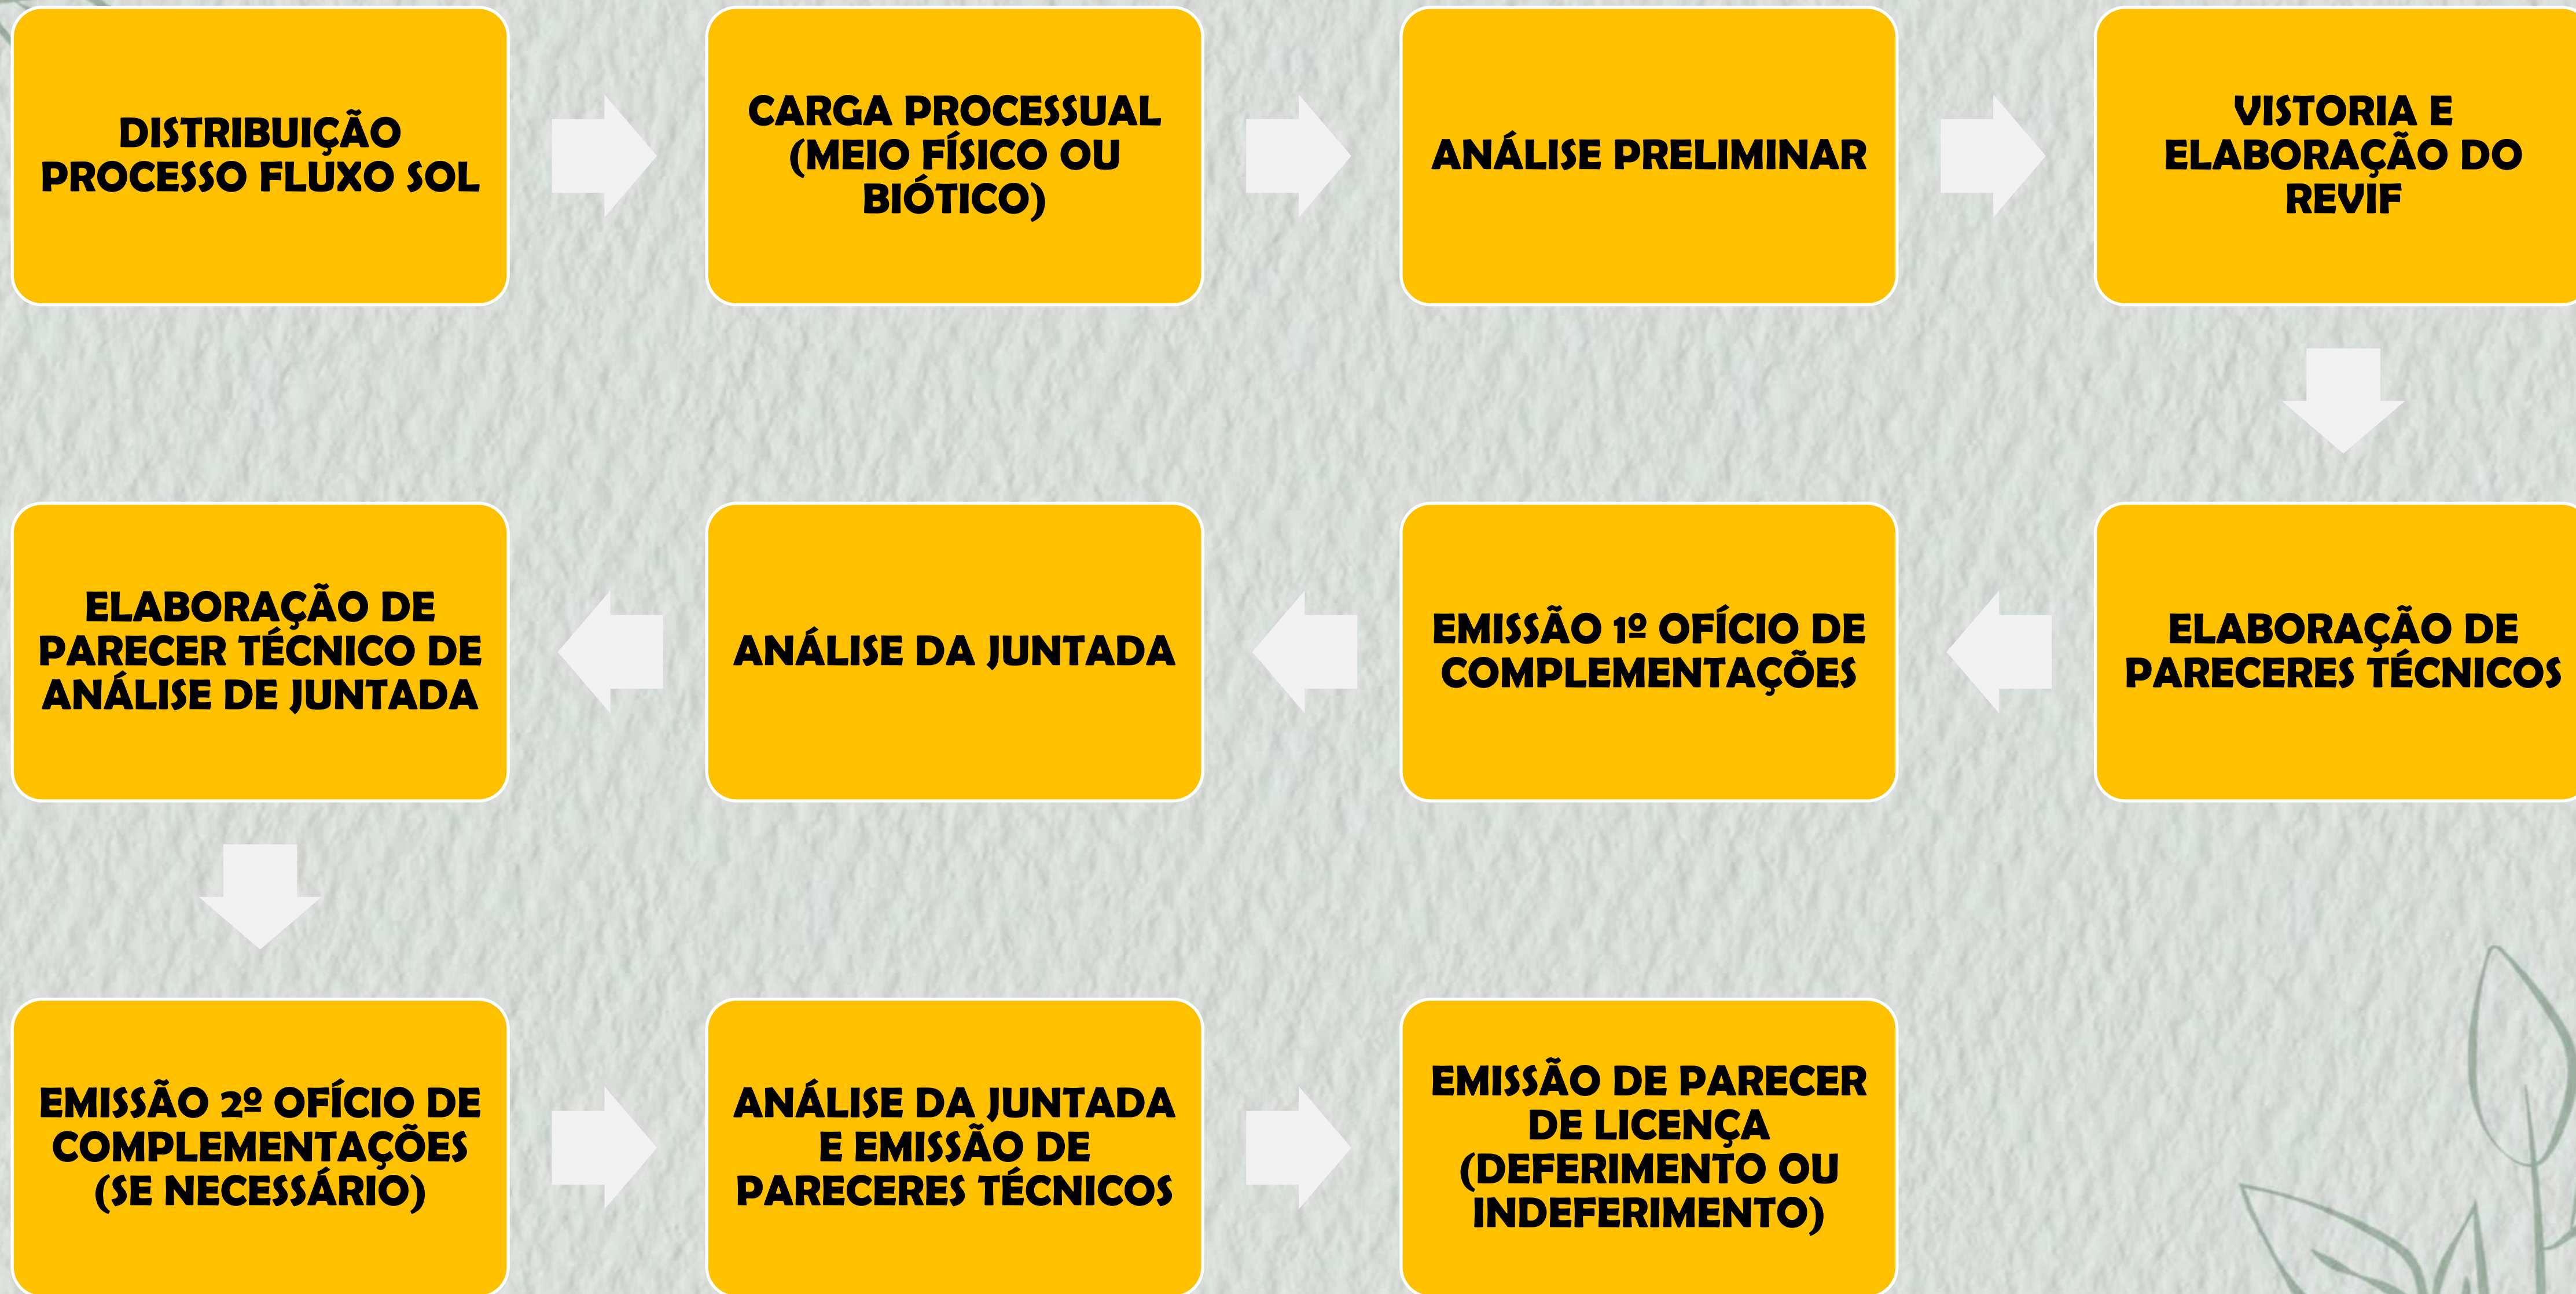 DISTRIBUIÇÃO
PROCESSO FLUXO SOL
CARGA PROCESSUAL
(MEIO FÍSICO OU
BIÓTICO)
ANÁLISE PRELIMINAR
VISTORIA E
ELABORAÇÃO DO
REVIF
ELABORAÇÃO DE
PARECERES TÉCNICOS
EMISSÃO 1º OFÍCIO DE
COMPLEMENTAÇÕES
ANÁLISE DA JUNTADA
ELABORAÇÃO DE
PARECER TÉCNICO DE
ANÁLISE DE JUNTADA
EMISSÃO 2º OFÍCIO DE
COMPLEMENTAÇÕES
(SE NECESSÁRIO)
ANÁLISE DA JUNTADA
E EMISSÃO DE
PARECERES TÉCNICOS
EMISSÃO DE PARECER
DE LICENÇA
(DEFERIMENTO OU
INDEFERIMENTO)